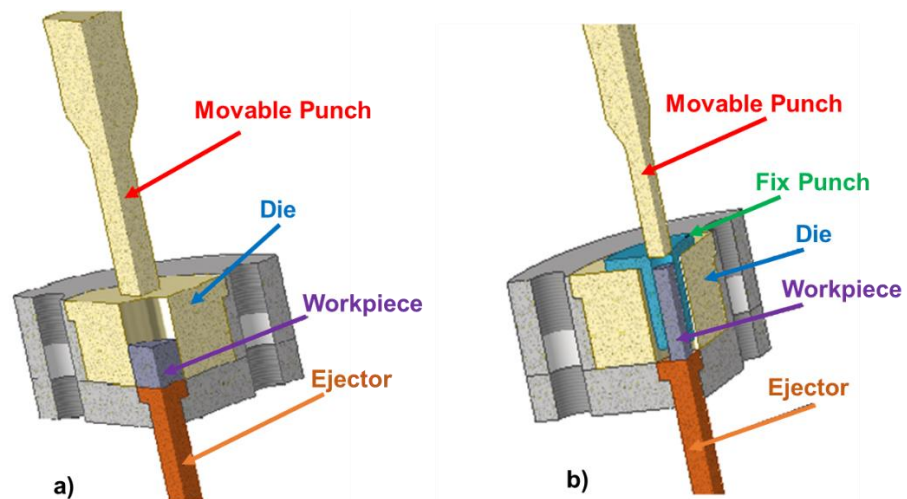 Movable Punch
Die
Workpiece
Ejector
a)
Movable Punch
Fix Punch
Die
Workpiece
Ejector
b)